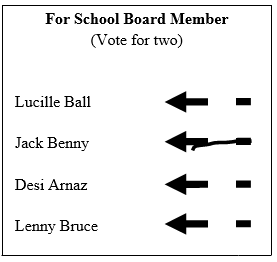 For School Board Member
(Vote for two)
Lucille Ball
Jack Benny
Desi Arnaz
Lenny Bruce